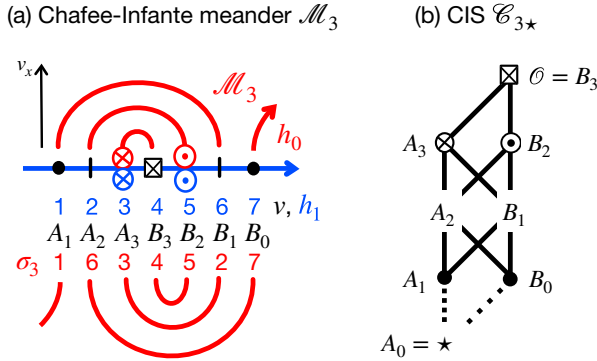 (a) Chafee-Infante meander ℳ₃
(b) CIS 𝒞₃⋆
vₓ
ℳ₃
h₀
1 2 3 4 5 6 7 v, h₁
A₁ A₂ A₃ B₃ B₂ B₁ B₀
σ₃ 1 6 3 4 5 2 7
𝒪 = B₃
A₃ B₂
A₂ B₁
A₁ B₀
A₀ = ⋆